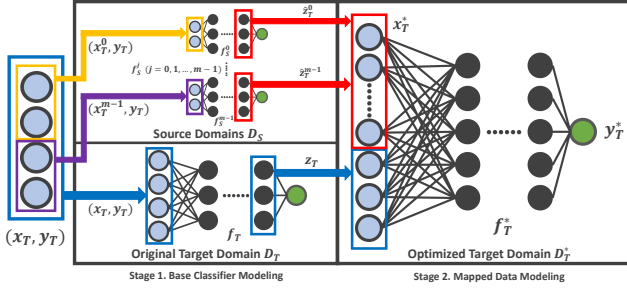 (x_T^0, y_T)
f_S^0
ẑ_T^0
f_S^j (j = 0, 1, ..., m − 1)
(x_T^{m−1}, y_T)
f_S^{m−1}
ẑ_T^{m−1}
Source Domains D_S
(x_T, y_T)
(x_T, y_T)
f_T
z_T
Original Target Domain D_T
x_T^*
y_T^*
f_T^*
Optimized Target Domain D_T^*
Stage 1. Base Classifier Modeling
Stage 2. Mapped Data Modeling